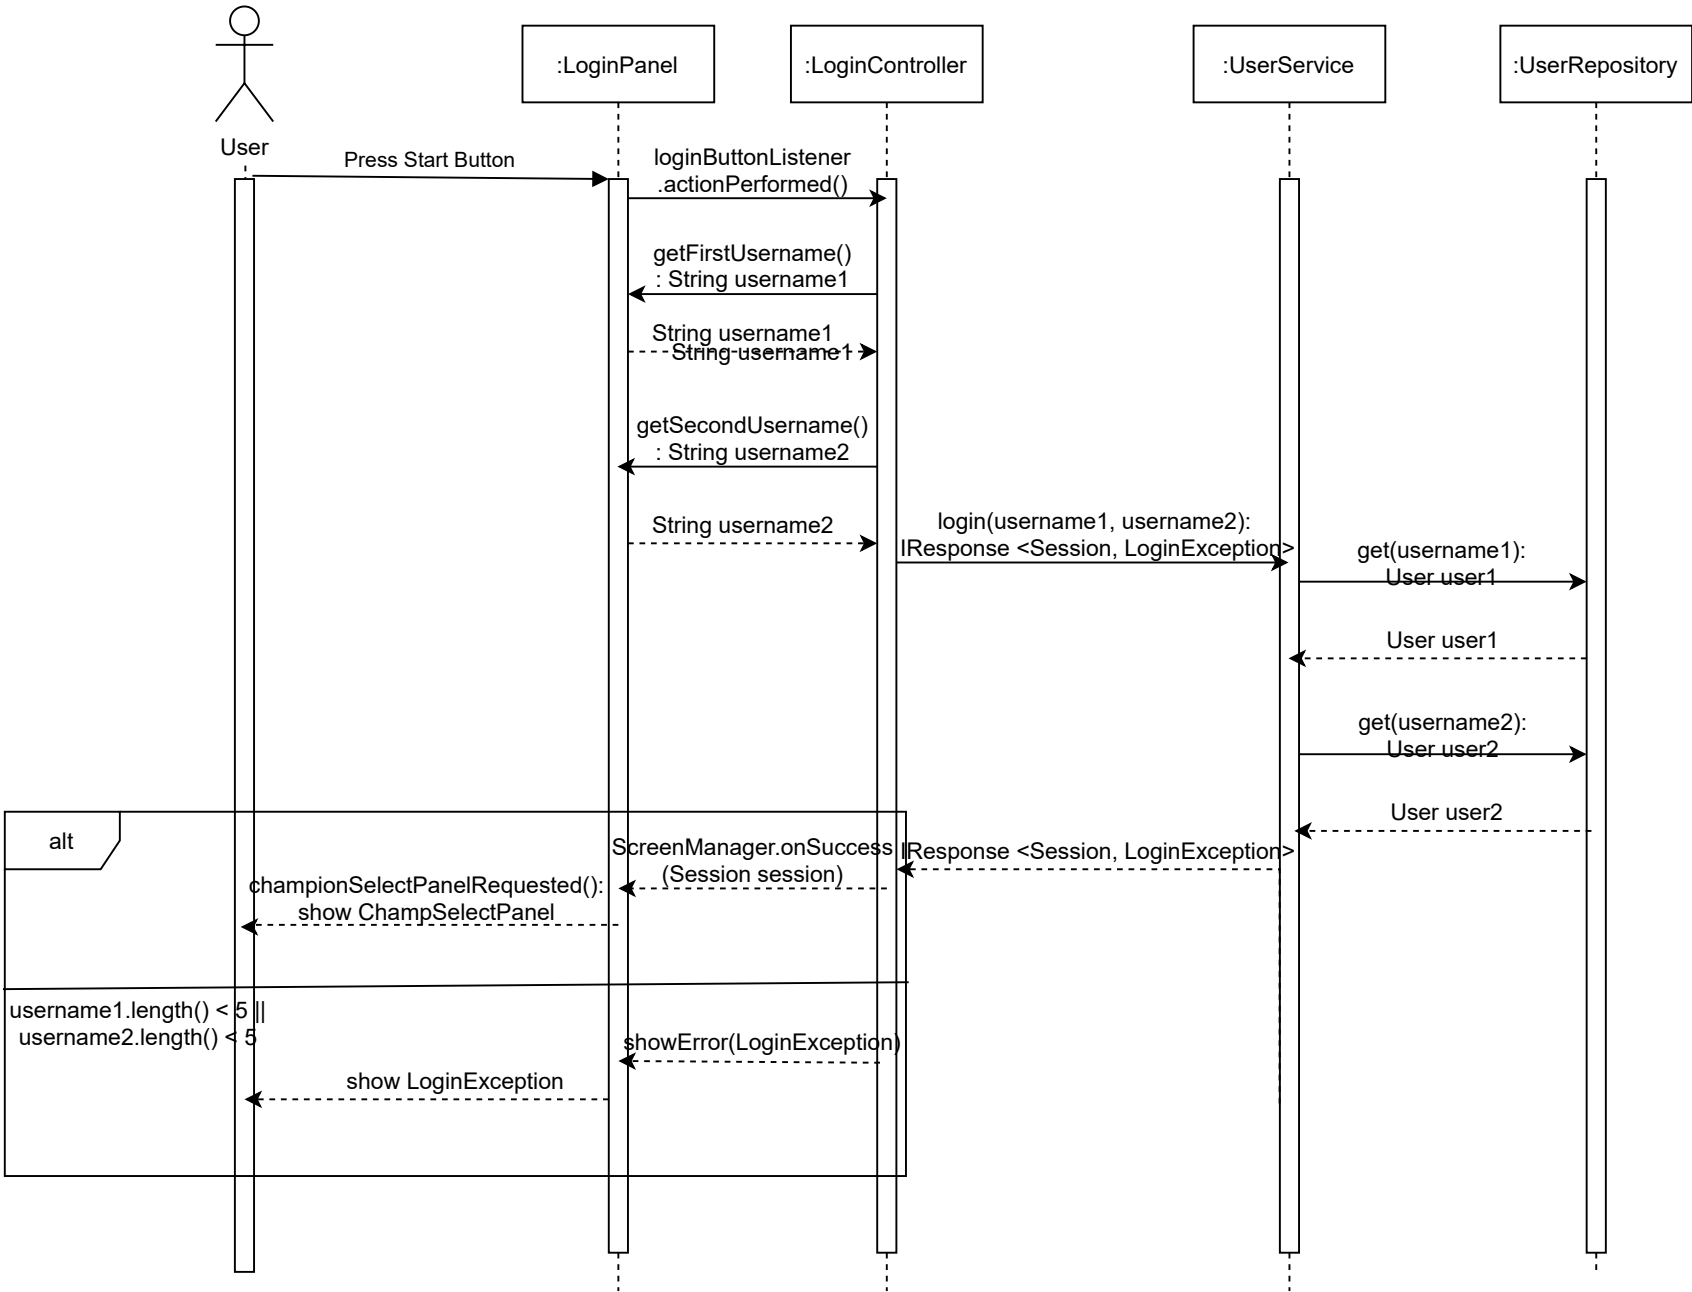 :LoginPanel
:LoginController
:UserService
:UserRepository
User
Press Start Button
loginButtonListener
.actionPerformed()
getFirstUsername()
: String username1
String username1
String username1
getSecondUsername()
: String username2
String username2
login(username1, username2):
IResponse <Session, LoginException>
get(username1):
User user1
User user1
get(username2):
User user2
User user2
alt
ScreenManager.onSuccess
(Session session)
IResponse <Session, LoginException>
championSelectPanelRequested():
show ChampSelectPanel
username1.length() < 5 ||
username2.length() < 5
showError(LoginException)
show LoginException